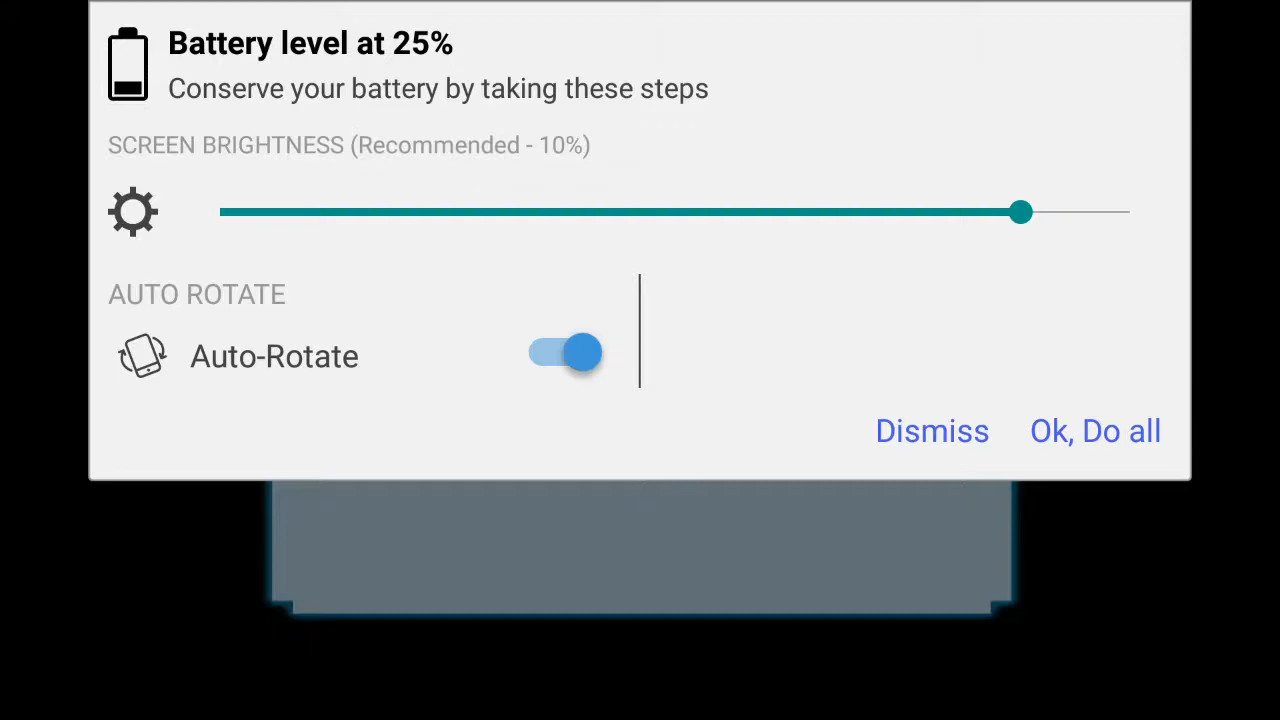 Battery level at 25%
Conserve your battery by taking these steps
SCREEN BRIGHTNESS (Recommended - 10%)
AUTO ROTATE
Auto-Rotate
Dismiss Ok, Do all